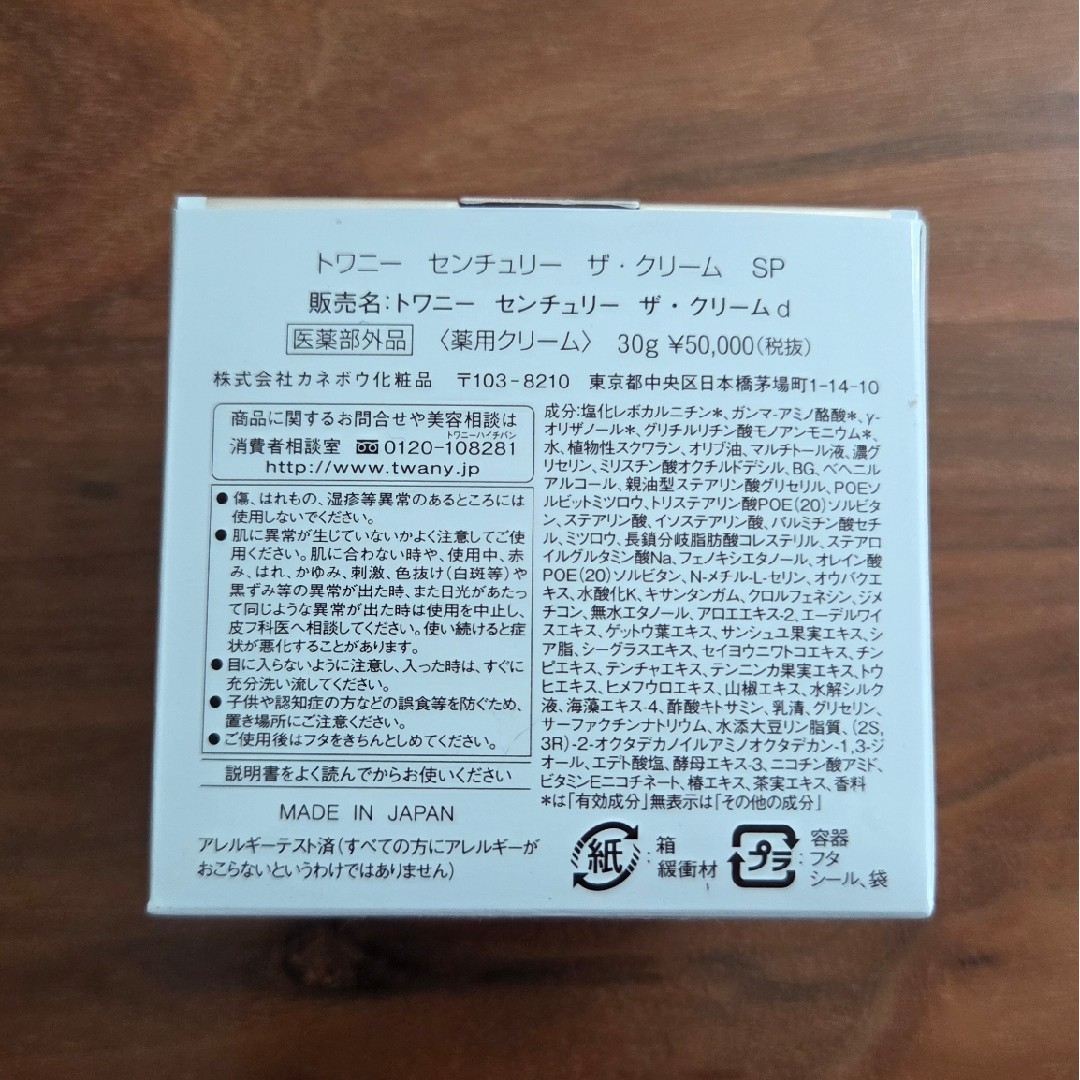 トワニー センチュリー ザ・クリーム SP
販売名:トワニー センチュリー ザ・クリームd
医薬部外品 〈薬用クリーム〉 30g ¥50,000(税抜)
株式会社カネボウ化粧品 〒103-8210 東京都中央区日本橋茅場町1-14-10
商品に関するお問合せや美容相談は
トワニーハイチバン
消費者相談室 0120-108281
http://www.twany.jp
●傷、はれもの、湿疹等異常のあるところには
使用しないでください。
●肌に異常が生じていないかよく注意してご使
用ください。肌に合わない時や、使用中、赤
み、はれ、かゆみ、刺激、色抜け(白斑等)や
黒ずみ等の異常が出た時、また日光があたっ
て同じような異常が出た時は使用を中止し、
皮フ科医へ相談してください。使い続けると症
状が悪化することがあります。
●目に入らないように注意し、入った時は、すぐに
充分洗い流してください。
●子供や認知症の方などの誤食等を防ぐため、
置き場所にご注意ください。
●ご使用後はフタをきちんとしめてください。
説明書をよく読んでからお使いください
MADE IN JAPAN
アレルギーテスト済(すべての方にアレルギーが
おこらないというわけではありません)
成分:塩化レボカルニチン*、ガンマ-アミノ酪酸*、γ-
オリザノール*、グリチルリチン酸モノアンモニウム*、
水、植物性スクワラン、オリブ油、マルチトール液、濃グ
リセリン、ミリスチン酸オクチルドデシル、BG、ベヘニル
アルコール、親油型ステアリン酸グリセリル、POEソ
ルビットミツロウ、トリステアリン酸POE(20)ソルビタ
ン、ステアリン酸、イソステアリン酸、パルミチン酸セチ
ル、ミツロウ、長鎖分岐脂肪酸コレステリル、ステアロ
イルグルタミン酸Na、フェノキシエタノール、オレイン酸
POE(20)ソルビタン、N-メチル-L-セリン、オウバクエ
キス、水酸化K、キサンタンガム、クロルフェネシン、ジメ
チコン、無水エタノール、アロエエキス-2、エーデルワイ
スエキス、ゲットウ葉エキス、サンシュユ果実エキス、シ
ア脂、シーグラスエキス、セイヨウニワトコエキス、チン
ピエキス、テンチャエキス、テンニンカ果実エキス、トウ
ヒエキス、ヒメフウロエキス、山椒エキス、水解シルク
液、海藻エキス-4、酢酸キトサミン、乳清、グリセリン、
サーファクチンナトリウム、水添大豆リン脂質、(2S,
3R)-2-オクタデカノイルアミノオクタデカン-1,3-ジ
オール、エデト酸塩、酵母エキス-3、ニコチン酸アミド、
ビタミンEニコチネート、椿エキス、茶実エキス、香料
*は「有効成分」無表示は「その他の成分」
紙 : 箱 緩衝材
プラ : 容器 フタ シール、袋